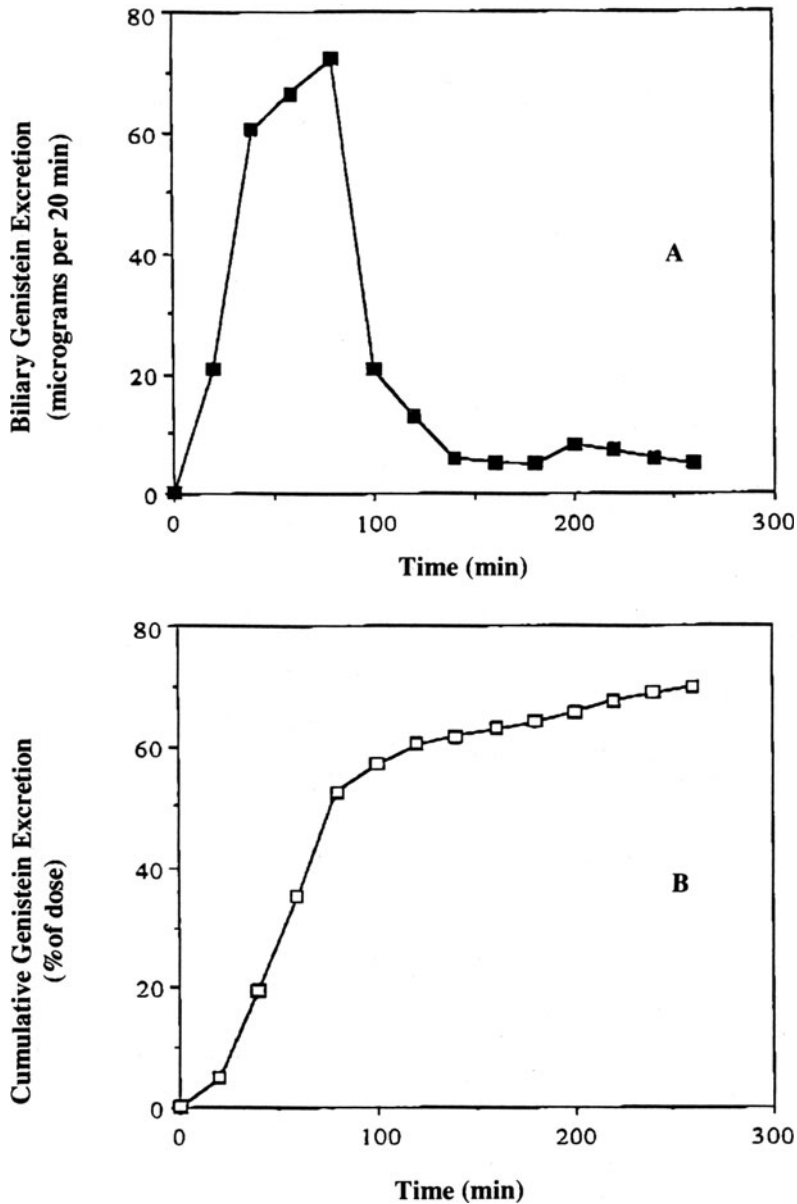 Biliary Genistein Excretion
(micrograms per 20 min)
80
60
40
20
0
A
0 100 200 300
Time (min)
Cumulative Genistein Excretion
(%of dose)
80
60
40
20
0
B
0 100 200 300
Time (min)